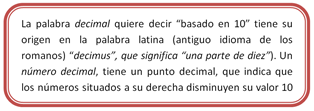 La palabra decimal quiere decir “basado en 10” tiene su
origen en la palabra latina (antiguo idioma de los
romanos) “decimus”, que significa “una parte de diez”). Un
número decimal, tiene un punto decimal, que indica que
los números situados a su derecha disminuyen su valor 10